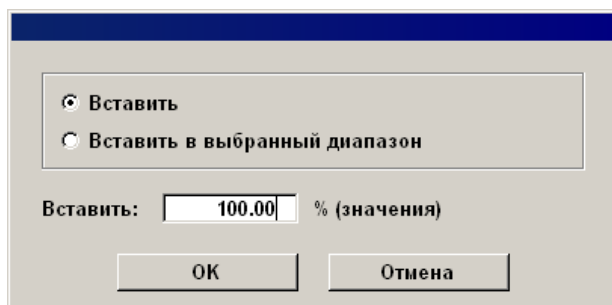 Вставить
Вставить в выбранный диапазон
Вставить: 100.00 % (значения)
OK Отмена